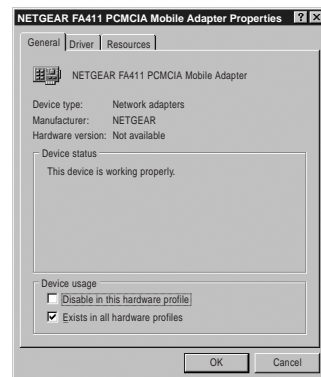 NETGEAR FA411 PCMCIA Mobile Adapter Properties
General Driver Resources
NETGEAR FA411 PCMCIA Mobile Adapter
Device type: Network adapters
Manufacturer: NETGEAR
Hardware version: Not available
Device status
This device is working properly.
Device usage
Disable in this hardware profile
Exists in all hardware profiles
OK Cancel